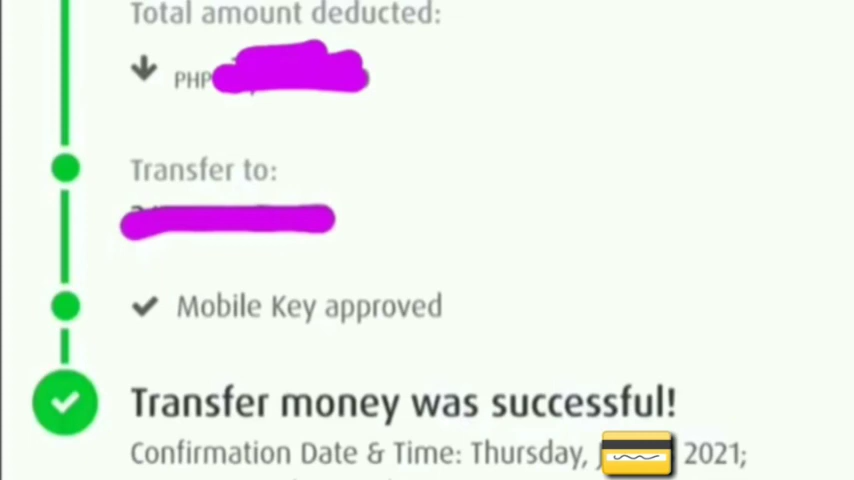 Total amount deducted:
PHP
Transfer to:
Mobile Key approved
Transfer money was successful!
Confirmation Date & Time: Thursday, 2021;